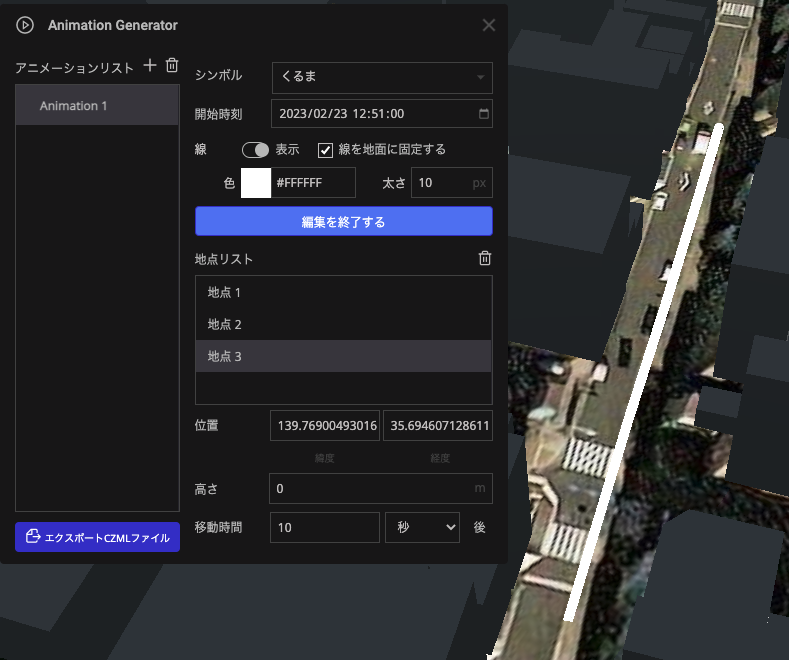 Animation Generator
アニメーションリスト
Animation 1
エクスポートCZMLファイル
シンボル
くるま
開始時刻
2023/02/23 12:51:00
線
表示
線を地面に固定する
色
#FFFFFF
太さ
10
px
編集を終了する
地点リスト
地点 1
地点 2
地点 3
位置
139.76900493016
35.694607128611
緯度
経度
高さ
0
m
移動時間
10
秒
後